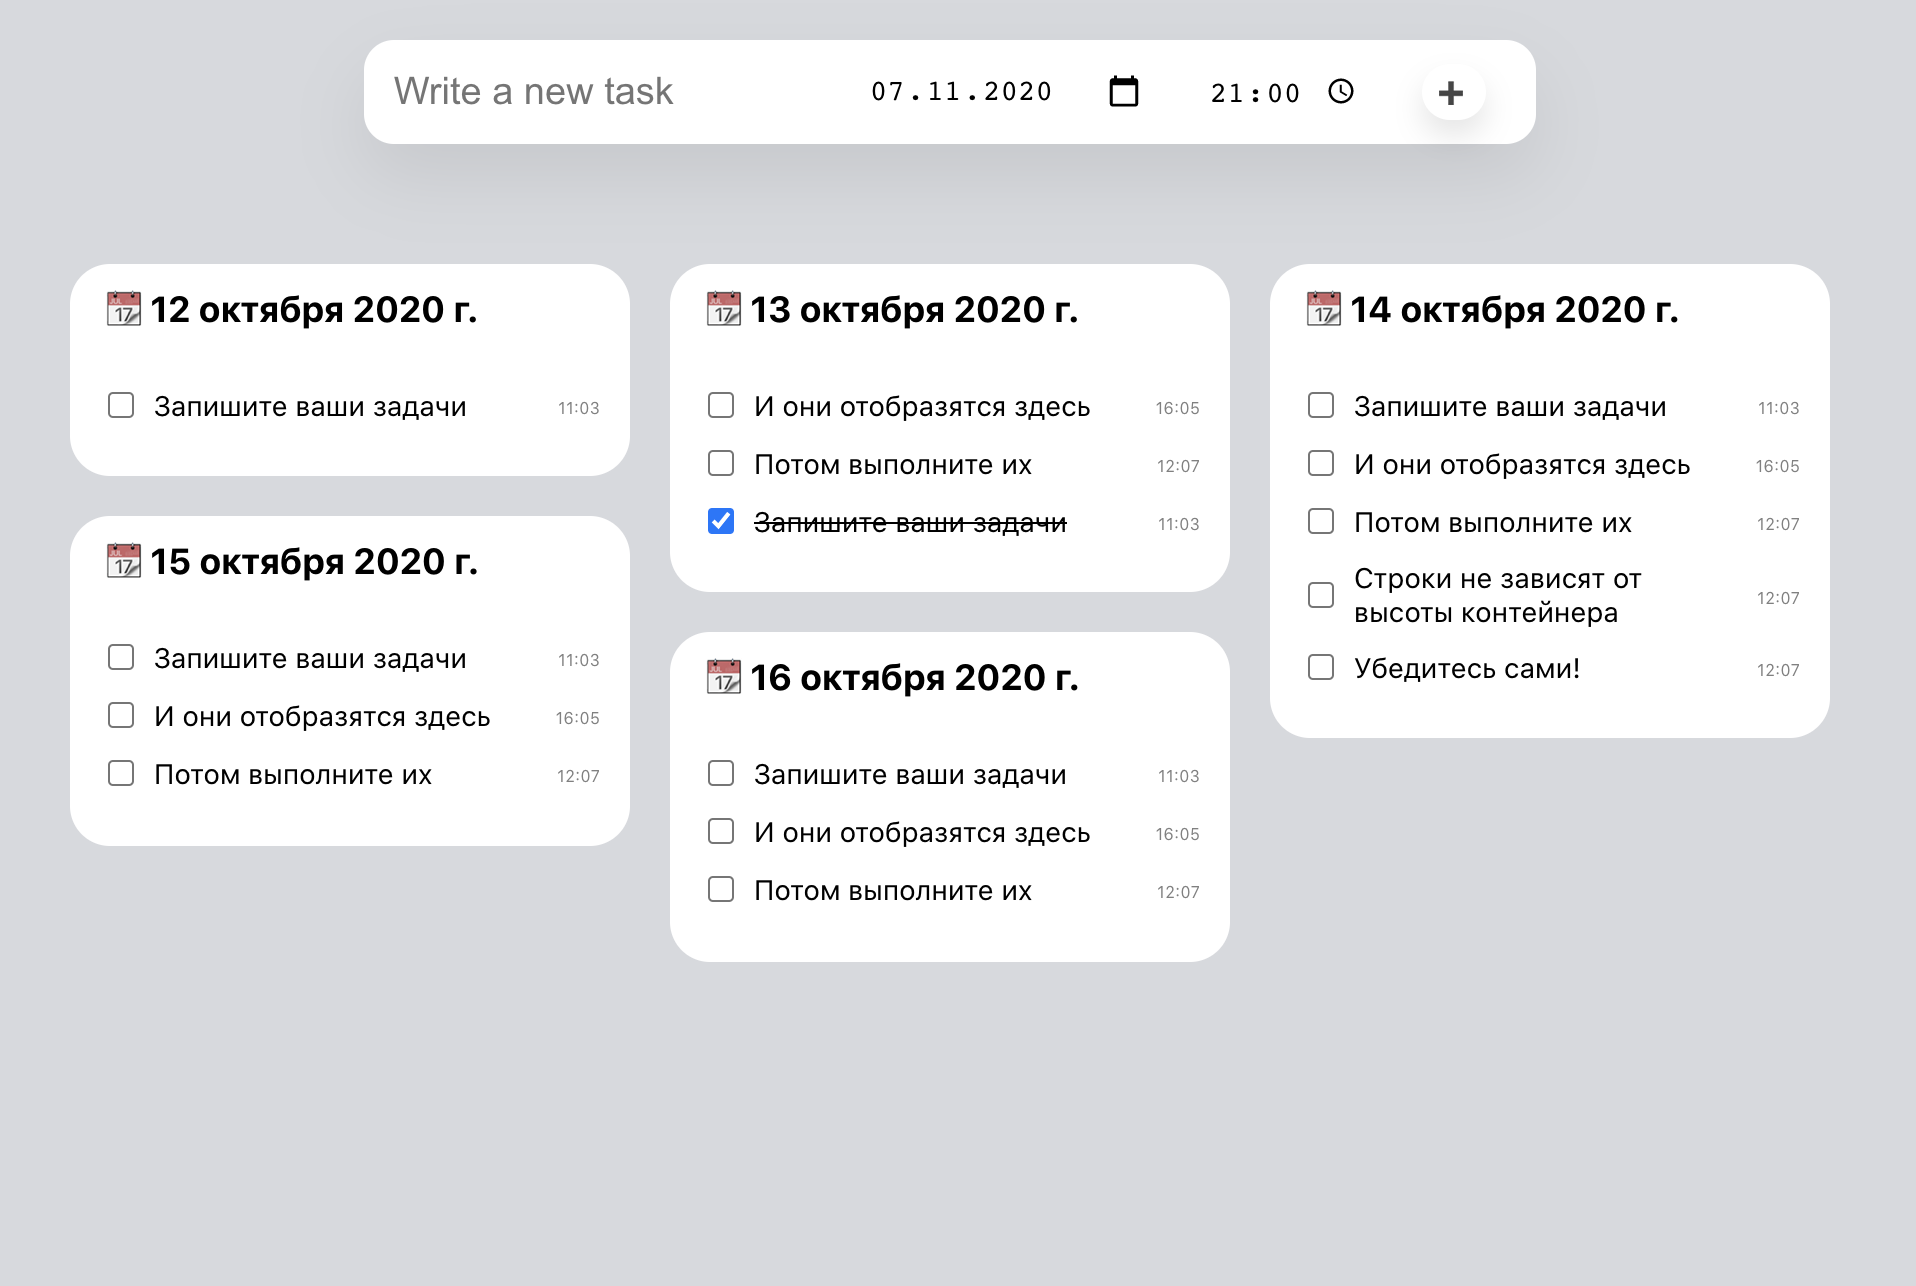 Write a new task
07.11.2020
21:00
+
12 октября 2020 г.
Запишите ваши задачи 11:03
13 октября 2020 г.
И они отобразятся здесь 16:05
Потом выполните их 12:07
Запишите ваши задачи 11:03
14 октября 2020 г.
Запишите ваши задачи 11:03
И они отобразятся здесь 16:05
Потом выполните их 12:07
Строки не зависят от
высоты контейнера 12:07
Убедитесь сами! 12:07
15 октября 2020 г.
Запишите ваши задачи 11:03
И они отобразятся здесь 16:05
Потом выполните их 12:07
16 октября 2020 г.
Запишите ваши задачи 11:03
И они отобразятся здесь 16:05
Потом выполните их 12:07